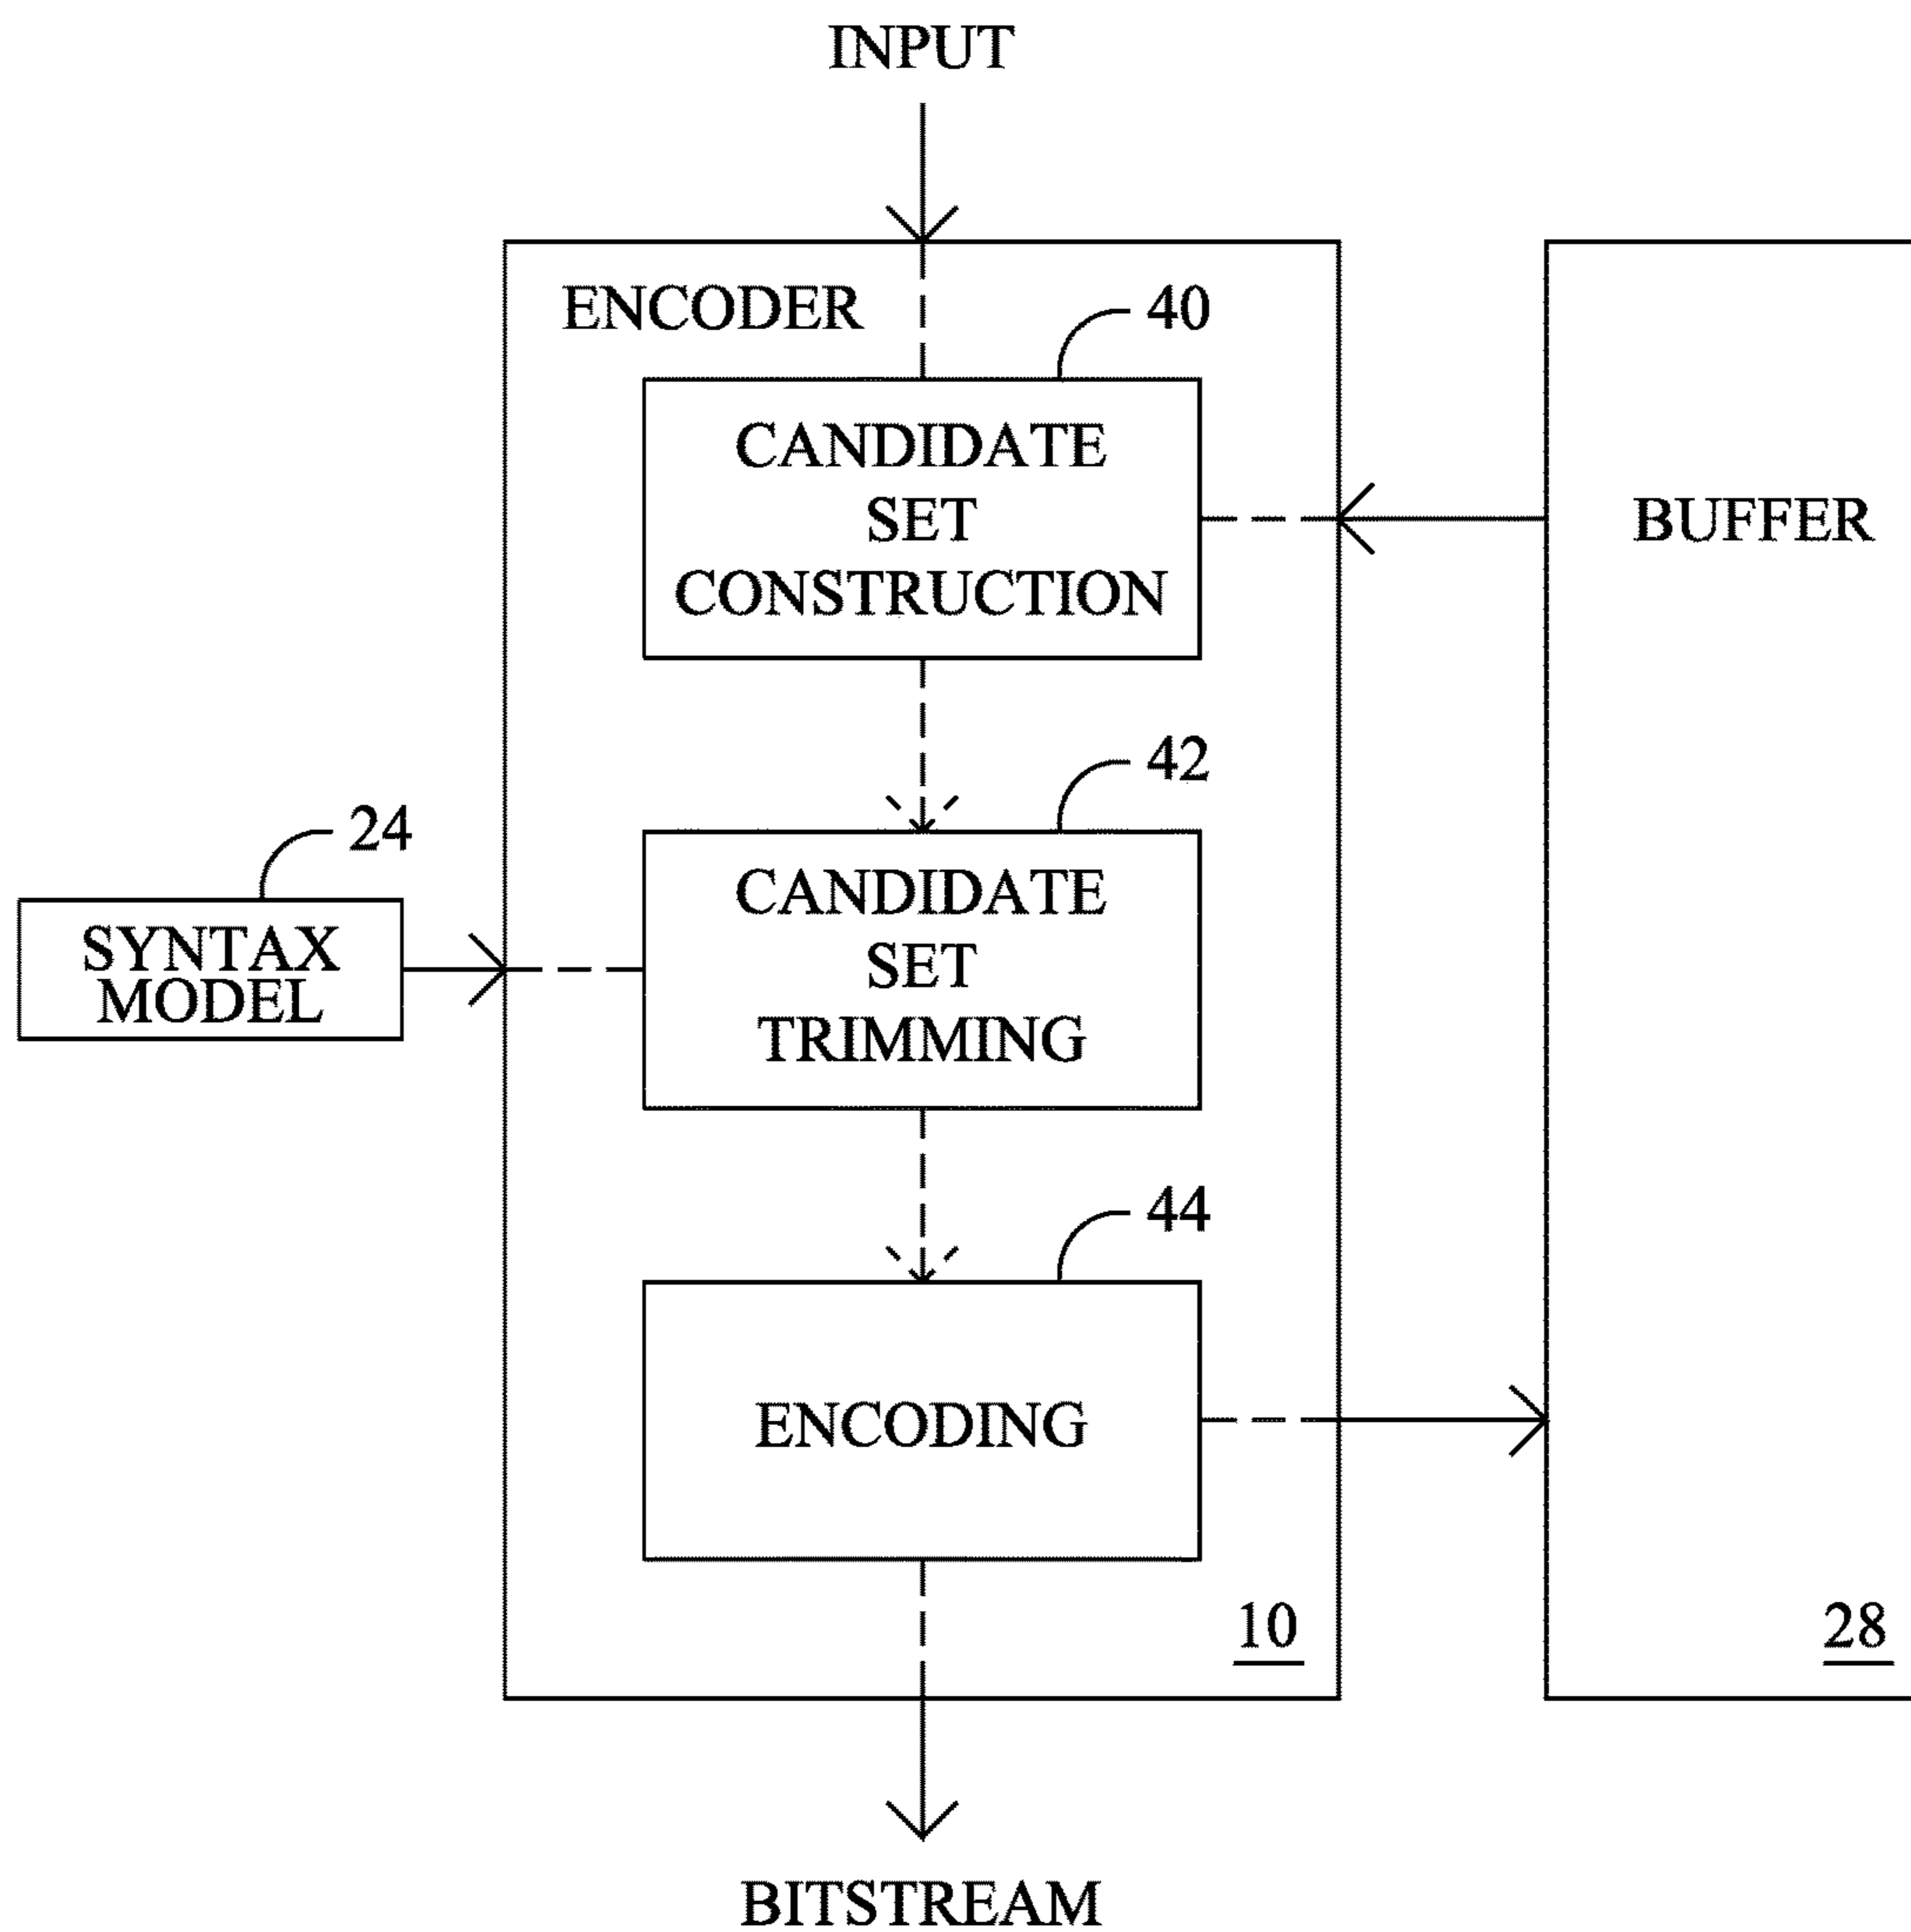 INPUT
ENCODER
40
CANDIDATE
SET
CONSTRUCTION
BUFFER
42
24
SYNTAX
MODEL
CANDIDATE
SET
TRIMMING
44
ENCODING
10
28
BITSTREAM